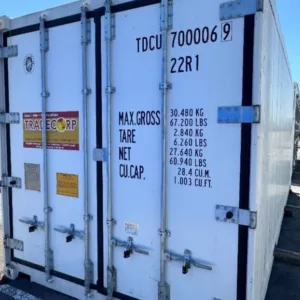 TDCU 700006 9
22R1
TRADECORP
MAX. GROSS 30.480 KG
67.200 LBS
TARE 2.840 KG
6.260 LBS
NET 27.640 KG
60.940 LBS
CU.CAP. 28.4 CU.M.
1.003 CU.FT.